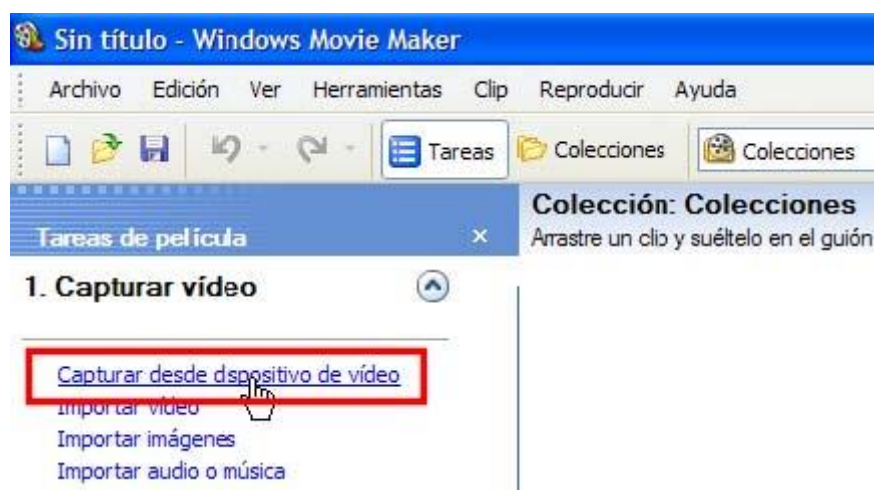 Sin título - Windows Movie Maker
Archivo Edición Ver Herramientas Clip Reproducir Ayuda
Tareas Colecciones Colecciones
Tareas de película
Colección: Colecciones
Arrastre un clip y suéltelo en el guión
1. Capturar vídeo
Capturar desde dispositivo de vídeo
Importar vídeo
Importar imágenes
Importar audio o música